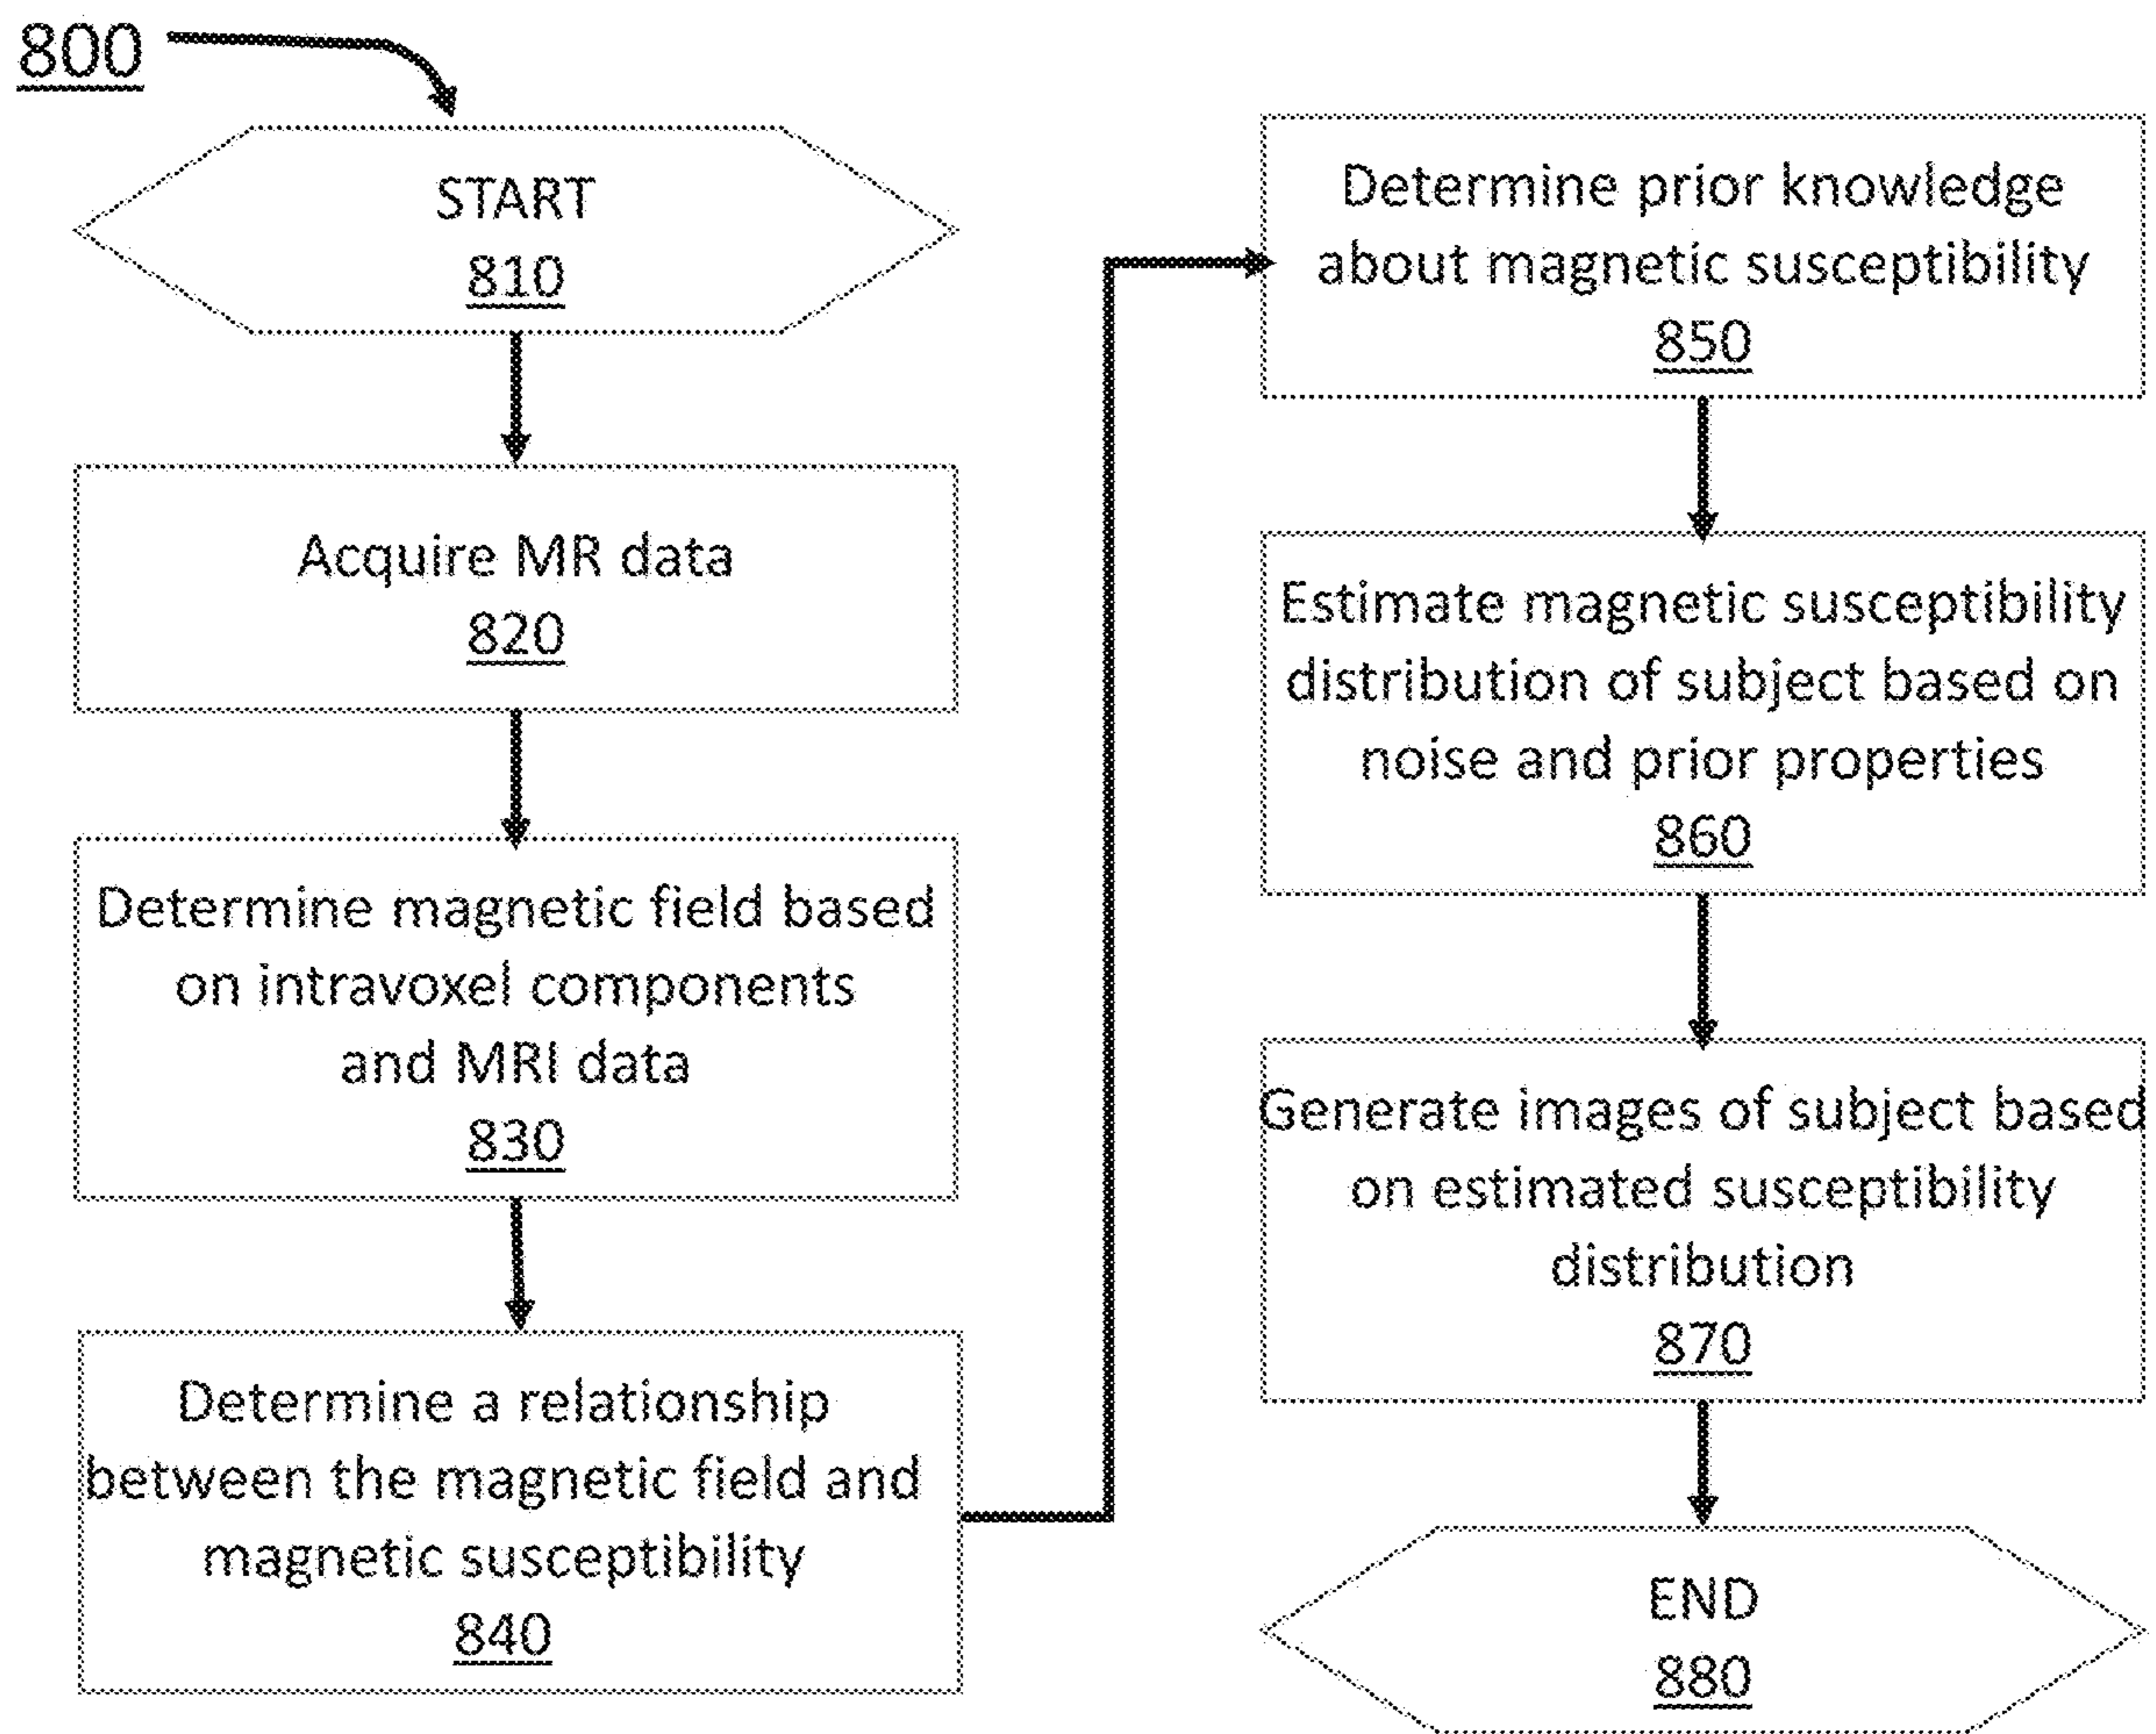 800
START
810
Acquire MR data
820
Determine magnetic field based
on intravoxel components
and MRI data
830
Determine a relationship
between the magnetic field and
magnetic susceptibility
840
Determine prior knowledge
about magnetic susceptibility
850
Estimate magnetic susceptibility
distribution of subject based on
noise and prior properties
860
Generate images of subject based
on estimated susceptibility
distribution
870
END
880